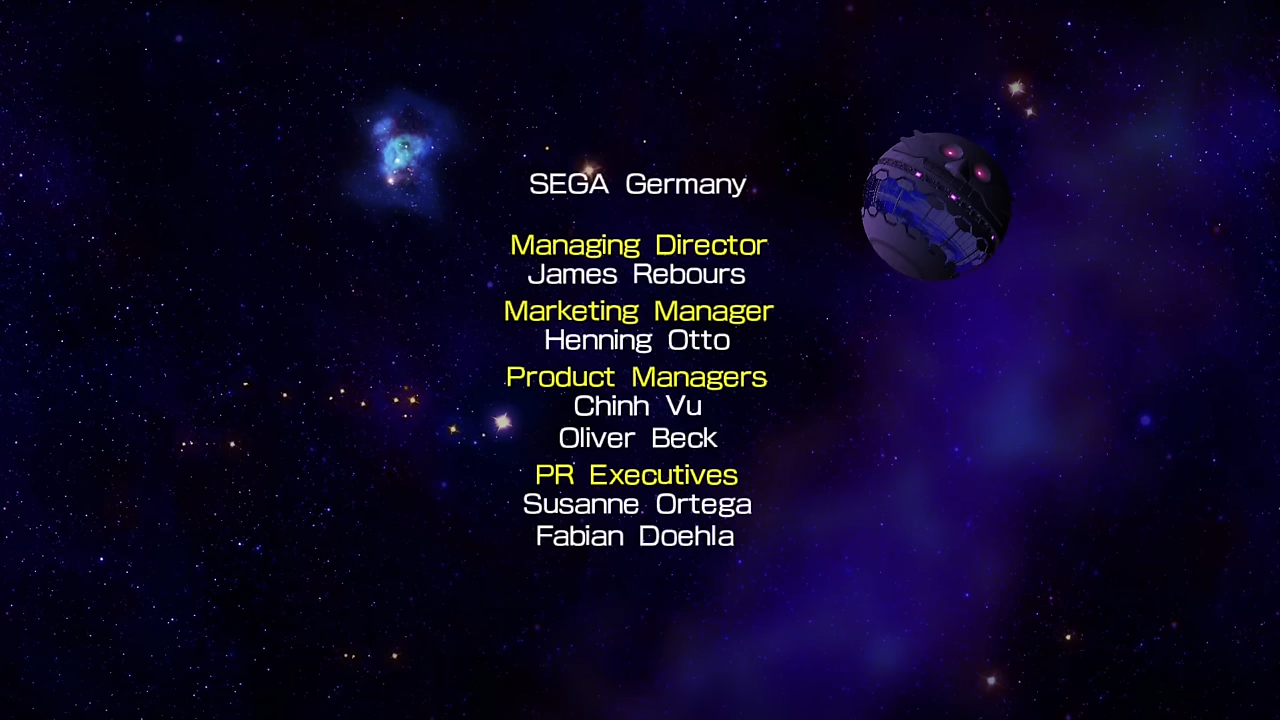 SEGA Germany
Managing Director
James Rebours
Marketing Manager
Henning Otto
Product Managers
Chinh Vu
Oliver Beck
PR Executives
Susanne Ortega
Fabian Doehla